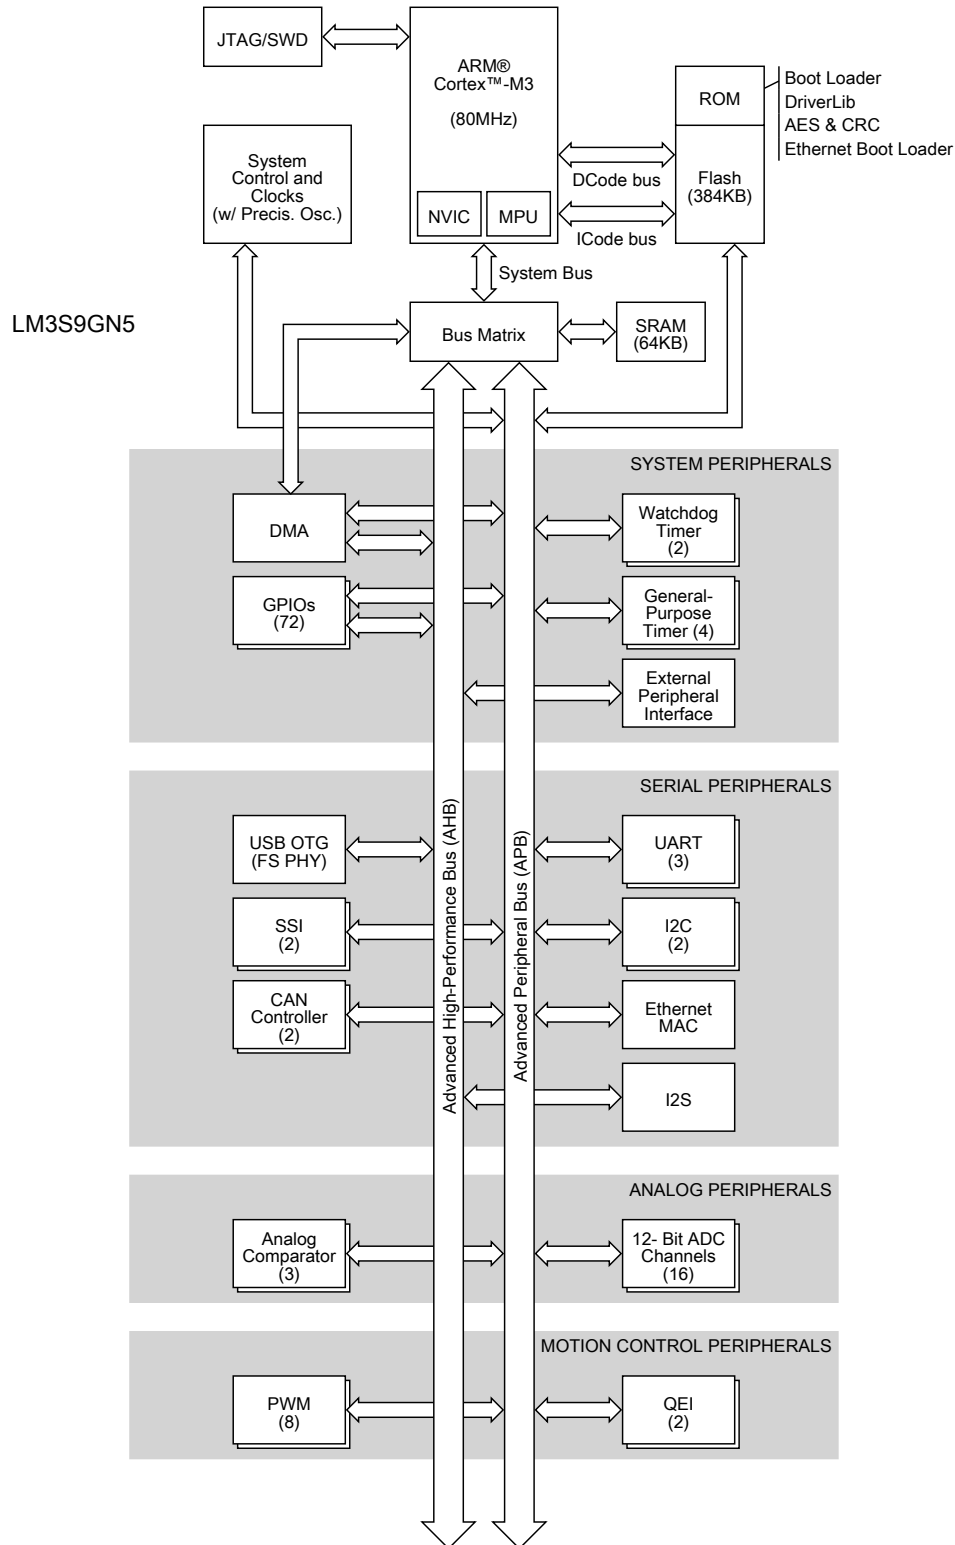 JTAG/SWD
ARM®
Cortex™-M3
(80MHz)
NVIC
MPU
ROM
Flash
(384KB)
Boot Loader
DriverLib
AES & CRC
Ethernet Boot Loader
System
Control and
Clocks
(w/ Precis. Osc.)
DCode bus
ICode bus
System Bus
LM3S9GN5
Bus Matrix
SRAM
(64KB)
SYSTEM PERIPHERALS
DMA
Watchdog
Timer
(2)
GPIOs
(72)
General-
Purpose
Timer (4)
External
Peripheral
Interface
Advanced High-Performance Bus (AHB)
Advanced Peripheral Bus (APB)
SERIAL PERIPHERALS
USB OTG
(FS PHY)
UART
(3)
SSI
(2)
I2C
(2)
CAN
Controller
(2)
Ethernet
MAC
I2S
ANALOG PERIPHERALS
Analog
Comparator
(3)
12- Bit ADC
Channels
(16)
MOTION CONTROL PERIPHERALS
PWM
(8)
QEI
(2)